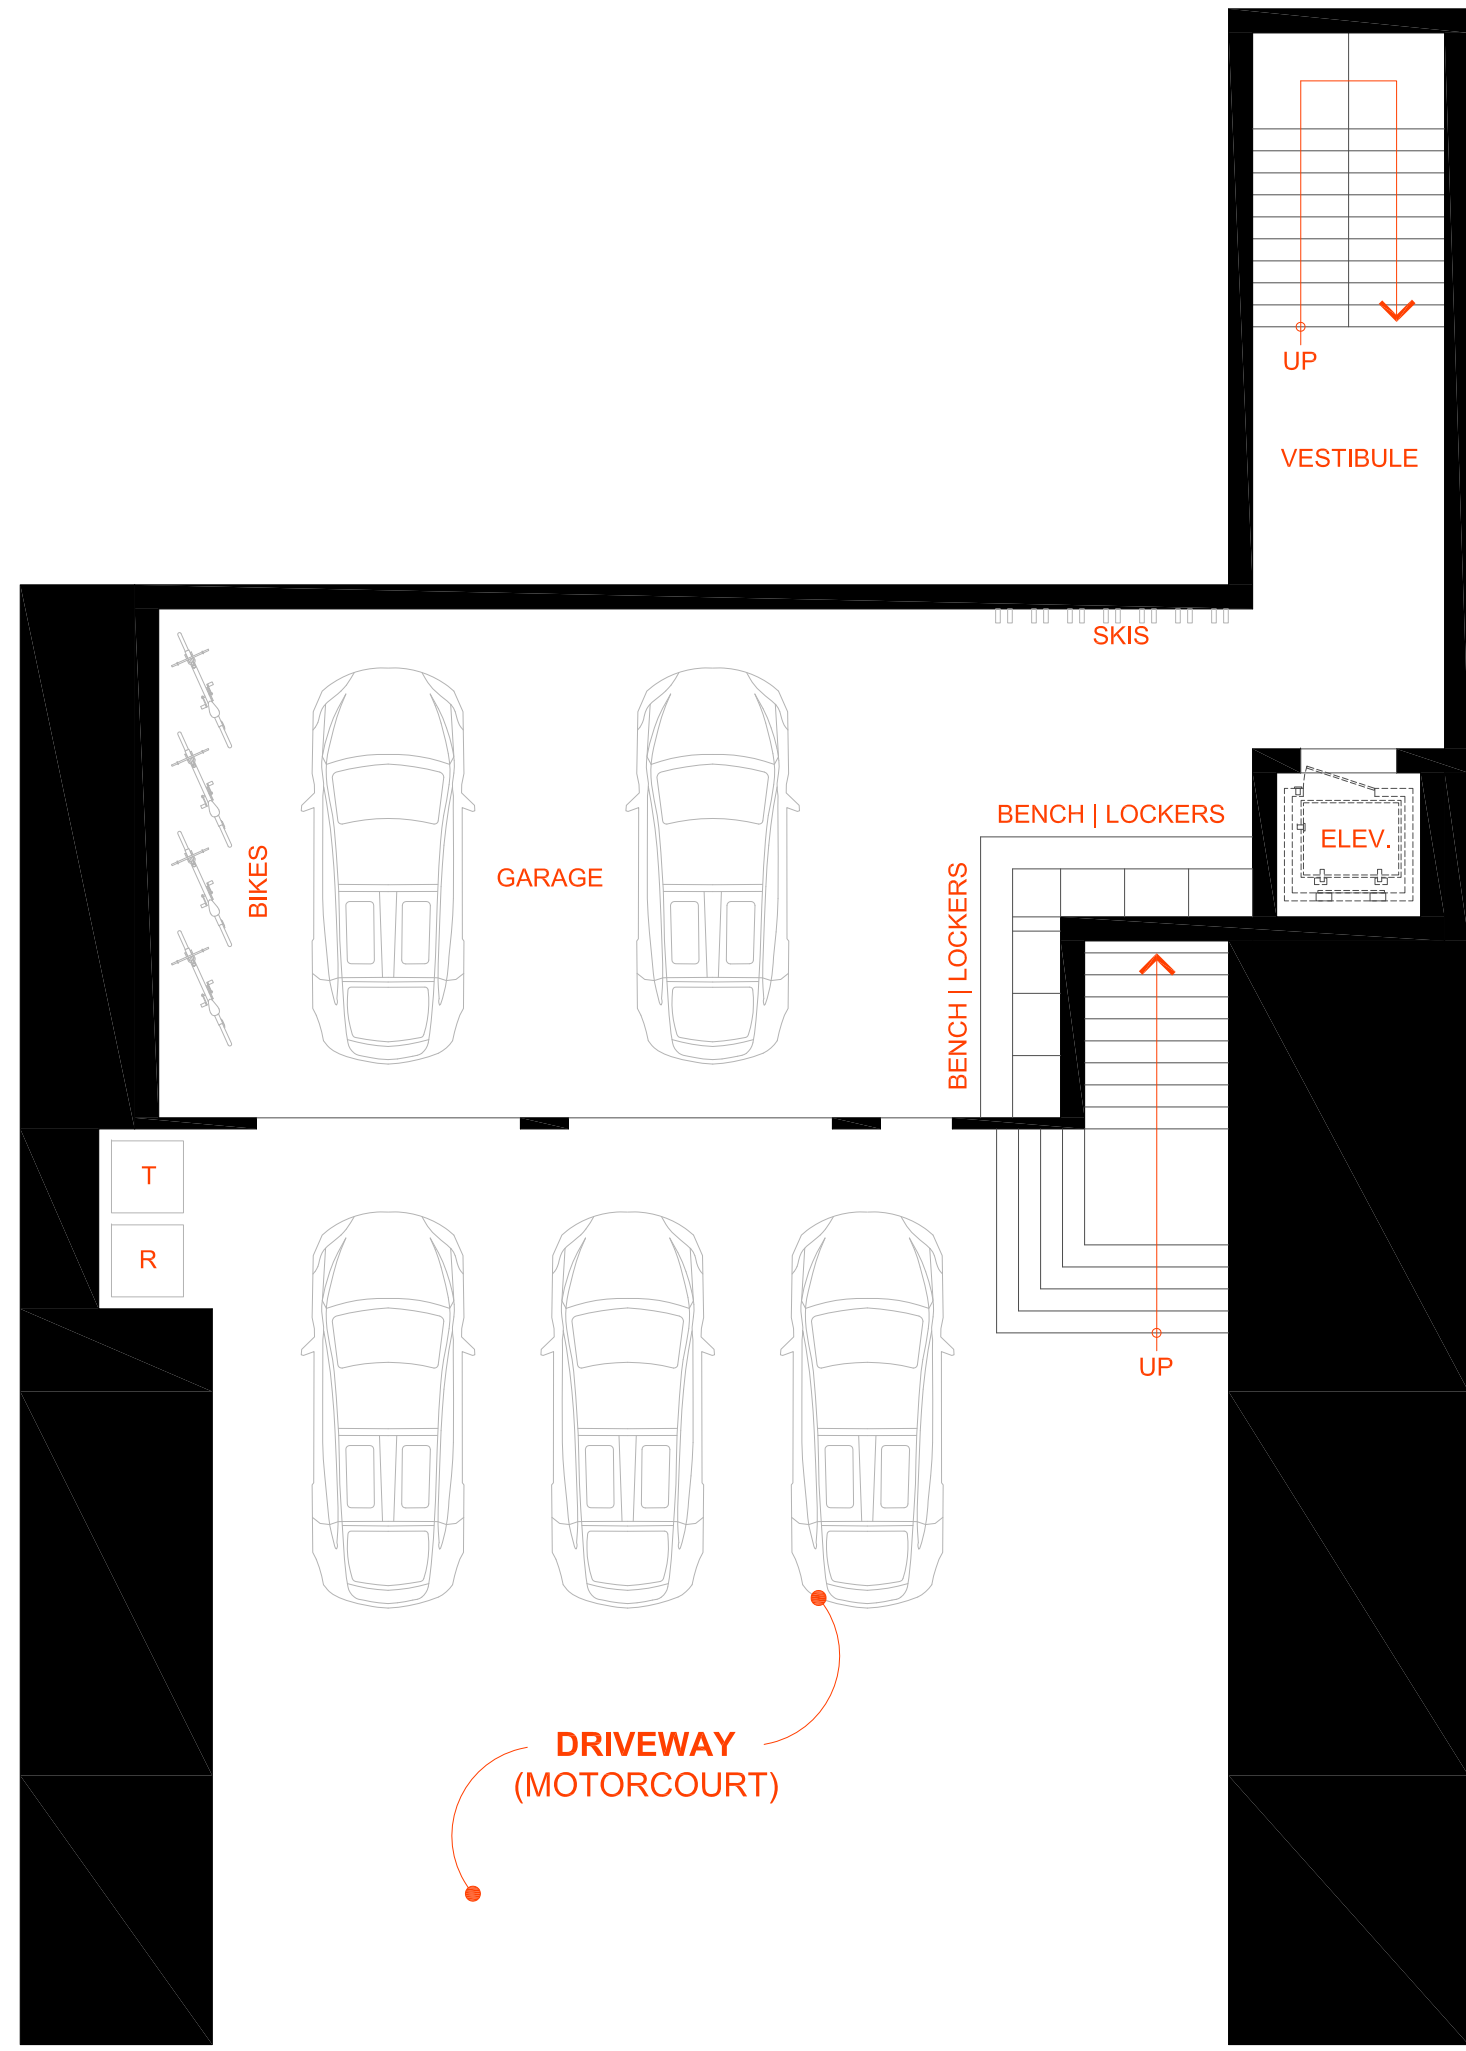 UP
VESTIBULE
SKIS
BENCH | LOCKERS
ELEV.
BIKES
GARAGE
BENCH | LOCKERS
T
R
UP
DRIVEWAY
(MOTORCOURT)